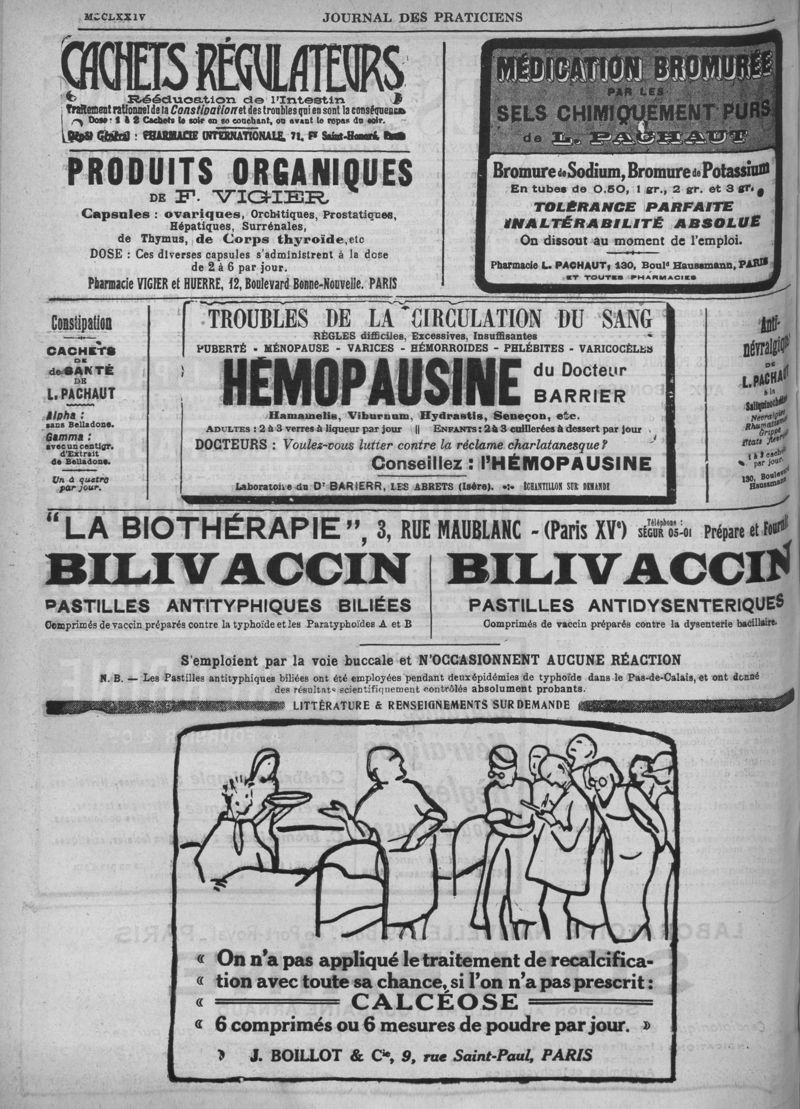 MDCCLXXIV
JOURNAL DES PRATICIENS
CACHETS RÉGULATEURS
Rééducation de l'Intestin
Traitement rationnel de la Constipation et des troubles qui en sont la conséquence
Dose : 1 à 2 Cachets le soir en se couchant, ou avant le repas du soir.
Dépôt Général : PHARMACIE INTERNATIONALE, 71, Fg Saint-Honoré, Paris
PRODUITS ORGANIQUES
DE F. VIGIER
Capsules : ovariques, Orchitiques, Prostatiques,
Hépatiques, Surrénales,
de Thymus, de Corps thyroïde, etc
DOSE : Ces diverses capsules s'administrent à la dose
de 2 à 6 par jour.
Pharmacie VIGIER et HUERRE, 12, Boulevard Bonne-Nouvelle. PARIS
MÉDICATION BROMURÉE
PAR LES
SELS CHIMIQUEMENT PURS
de L. PACHAUT
Bromure de Sodium, Bromure de Potassium
En tubes de 0.50, 1 gr., 2 gr. et 3 gr.
TOLÉRANCE PARFAITE
INALTÉRABILITÉ ABSOLUE
On dissout au moment de l'emploi.
Pharmacie L. PACHAUT, 130, Boulᵈ Haussmann, PARIS
ET TOUTES PHARMACIES
Constipation
CACHETS
DE
de SANTÉ
DE
L. PACHAUT
Alpha :
sans Belladone.
Gamma :
avec un centigr.
d'Extrait
de Belladone.
Un à quatre
par jour.
TROUBLES DE LA CIRCULATION DU SANG
RÈGLES difficiles, Excessives, Insuffisantes
PUBERTÉ - MÉNOPAUSE - VARICES - HÉMORROIDES - PHLÉBITES - VARICOCÈLES
HÉMOPAUSINE du Docteur
BARRIER
Hamamelis, Viburnum, Hydrastis, Seneçon, etc.
ADULTES : 2 à 3 verres à liqueur par jour || ENFANTS: 2 à 3 cuillerées à dessert par jour
DOCTEURS : Voulez-vous lutter contre la réclame charlatanesque ?
Conseillez : l'HÉMOPAUSINE
Laboratoire du Dʳ BARIERR, LES ABRETS (Isère). ÉCHANTILLON SUR DEMANDE
Anti-
névralgique
DE
L. PACHAUT
à la
Névralgies
Rhumatisme
Grippe
1 à 3 cachets
par jour
130, Boulevard
Haussmann
"LA BIOTHÉRAPIE", 3, RUE MAUBLANC - (Paris XVᵉ) Téléphone : SÉGUR 05-01 Prépare et Fournit
BILIVACCIN
PASTILLES ANTITYPHIQUES BILIÉES
Comprimés de vaccin préparés contre la typhoïde et les Paratyphoïdes A et B
BILIVACCIN
PASTILLES ANTIDYSENTERIQUES
Comprimés de vaccin préparés contre la dysenterie bacillaire.
S'emploient par la voie buccale et N'OCCASIONNENT AUCUNE RÉACTION
N. B. — Les Pastilles antityphiques biliées ont été employées pendant deux épidémies de typhoïde dans le Pas-de-Calais, et ont donné
des résultats scientifiquement contrôlés absolument probants.
LITTÉRATURE & RENSEIGNEMENTS SUR DEMANDE
« On n'a pas appliqué le traitement de recalcifica-
« tion avec toute sa chance, si l'on n'a pas prescrit :
« CALCÉOSE
« 6 comprimés ou 6 mesures de poudre par jour. »
» J. BOILLOT & Cⁱᵉ, 9, rue Saint-Paul, PARIS